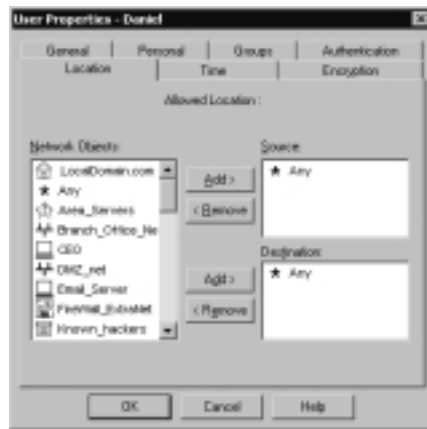 User Properties - Daniel
General
Personal
Groups
Authentication
Location
Time
Encryption
Allowed Location :
Network Objects:
LocalDomain.com
Any
Area_Servers
Branch_Office_Ne
CEO
DMZ_net
Email_Server
FireWall_ExtraNet
Known_hackers
Add >
< Remove
Add >
< Remove
Source:
Any
Destination:
Any
OK
Cancel
Help